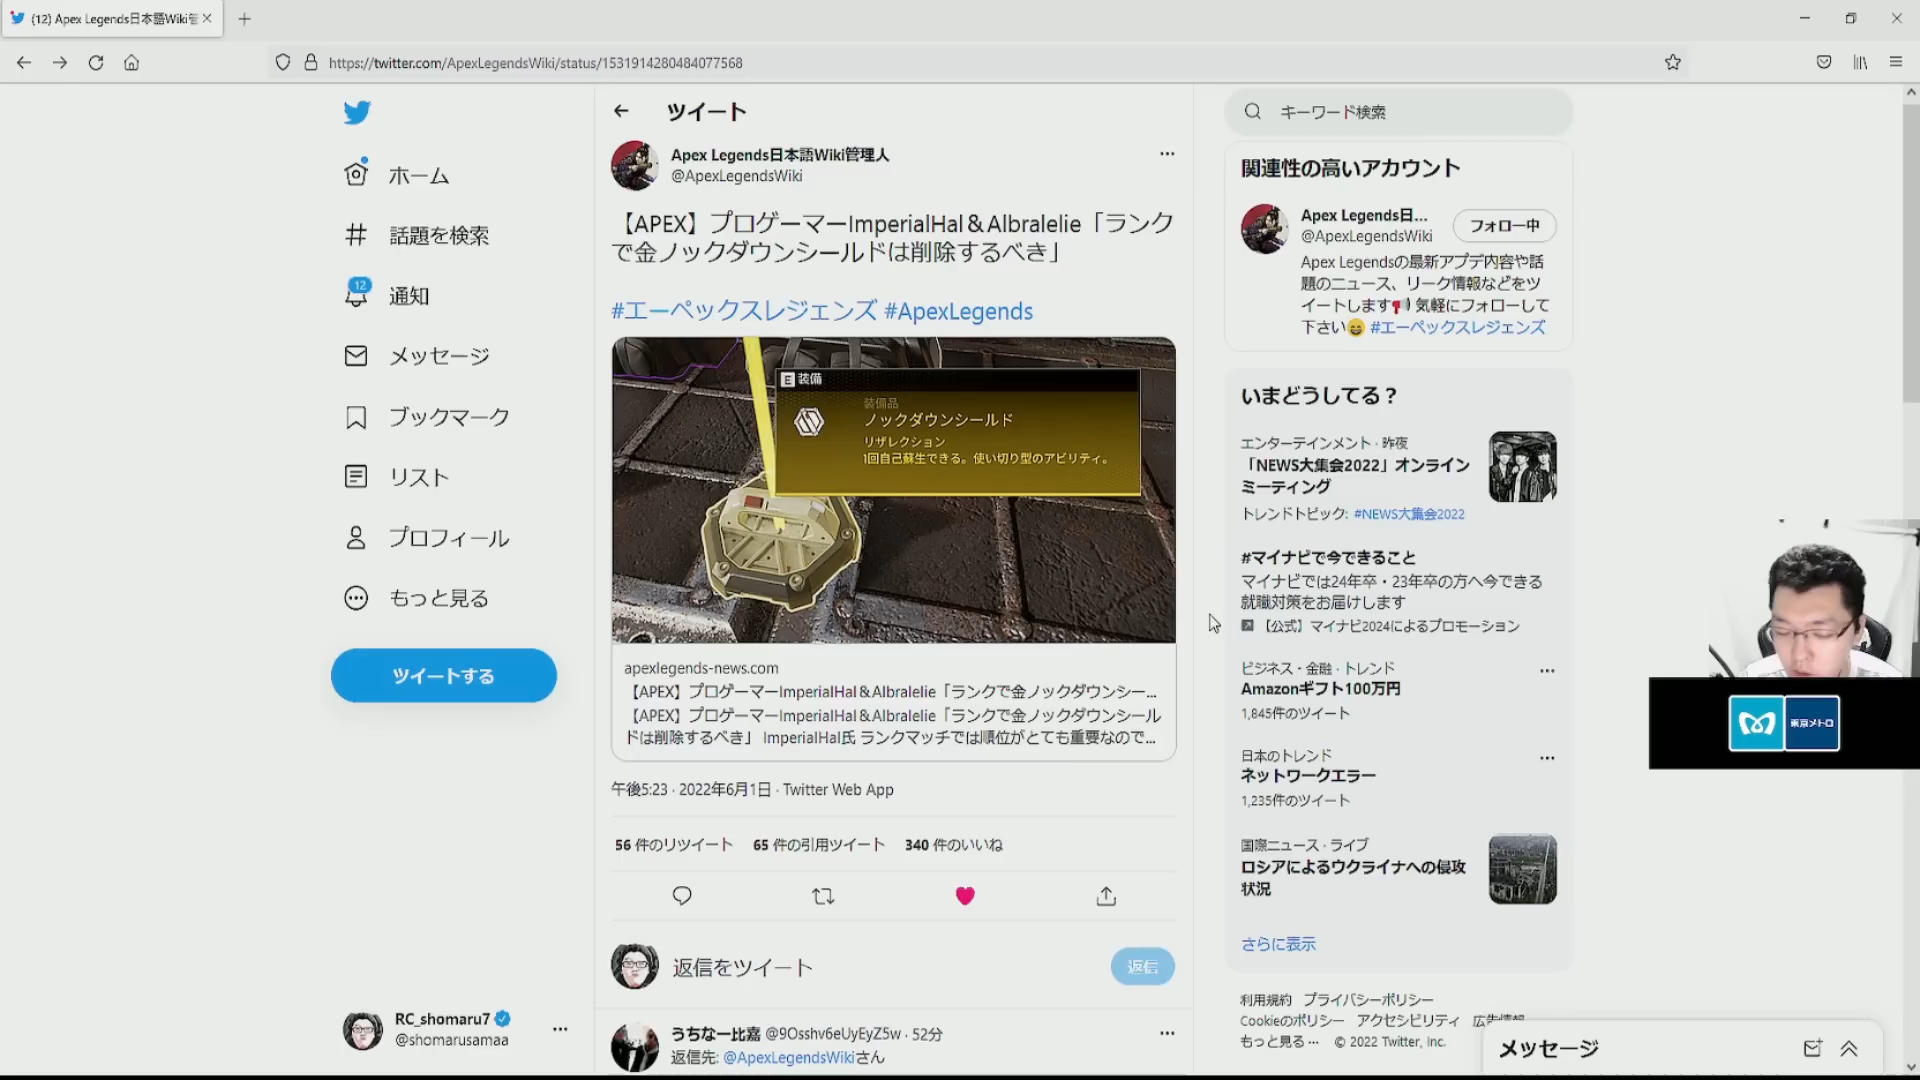 (12) Apex Legends日本語Wiki管
https://twitter.com/ApexLegendsWiki/status/1531914280484077568
ホーム
話題を検索
12
通知
メッセージ
ブックマーク
リスト
プロフィール
もっと見る
ツイートする
RC_shomaru7
@shomarusamaa
ツイート
Apex Legends日本語Wiki管理人
@ApexLegendsWiki
【APEX】プロゲーマーImperialHal＆Albralelie「ランク
で金ノックダウンシールドは削除するべき」
#エーペックスレジェンズ #ApexLegends
E 装備
装備品
ノックダウンシールド
リザレクション
1回自己蘇生できる。使い切り型のアビリティ。
apexlegends-news.com
【APEX】プロゲーマーImperialHal＆Albralelie「ランクで金ノックダウンシー...
【APEX】プロゲーマーImperialHal＆Albralelie「ランクで金ノックダウンシール
ドは削除するべき」 ImperialHal氏 ランクマッチでは順位がとても重要なので...
午後5:23 · 2022年6月1日 · Twitter Web App
56 件のリツイート 65 件の引用ツイート 340 件のいいね
返信をツイート
返信
うちなー比嘉 @9Osshv6eUyEyZ5w · 52分
返信先: @ApexLegendsWikiさん
キーワード検索
関連性の高いアカウント
Apex Legends日...
@ApexLegendsWiki
フォロー中
Apex Legendsの最新アプデ内容や話
題のニュース、リーク情報などをツ
イートします📢 気軽にフォローして
下さい😄 #エーペックスレジェンズ
いまどうしてる？
エンターテインメント · 昨夜
「NEWS大集会2022」オンライン
ミーティング
トレンドトピック: #NEWS大集会2022
#マイナビで今できること
マイナビでは24年卒・23年卒の方へ今できる
就職対策をお届けします
【公式】マイナビ2024によるプロモーション
ビジネス・金融 · トレンド
Amazonギフト100万円
1,845件のツイート
日本のトレンド
ネットワークエラー
1,235件のツイート
国際ニュース · ライブ
ロシアによるウクライナへの侵攻
状況
さらに表示
利用規約 プライバシーポリシー
Cookieのポリシー アクセシビリティ 広告情報
もっと見る ··· © 2022 Twitter, Inc.
メッセージ
東京メトロ